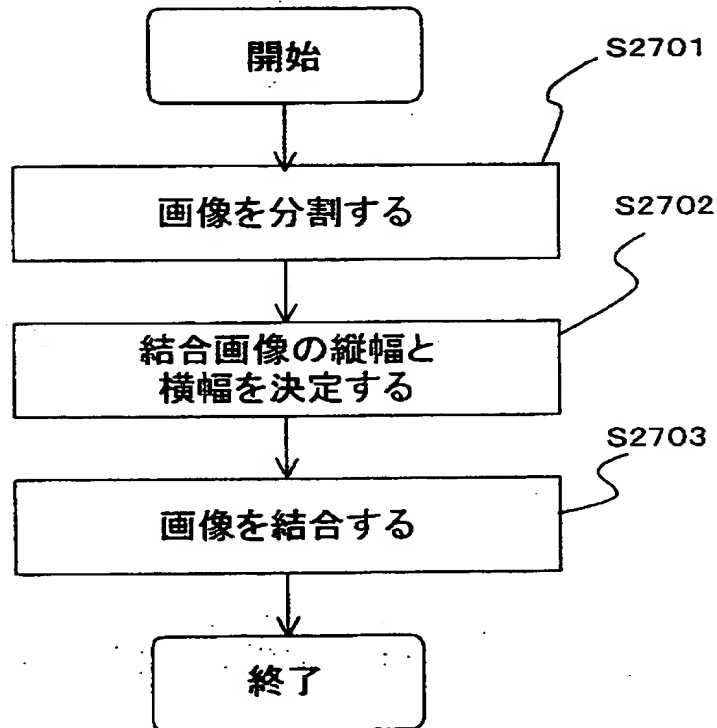 開始
S2701
画像を分割する
S2702
結合画像の縦幅と
横幅を決定する
S2703
画像を結合する
終了